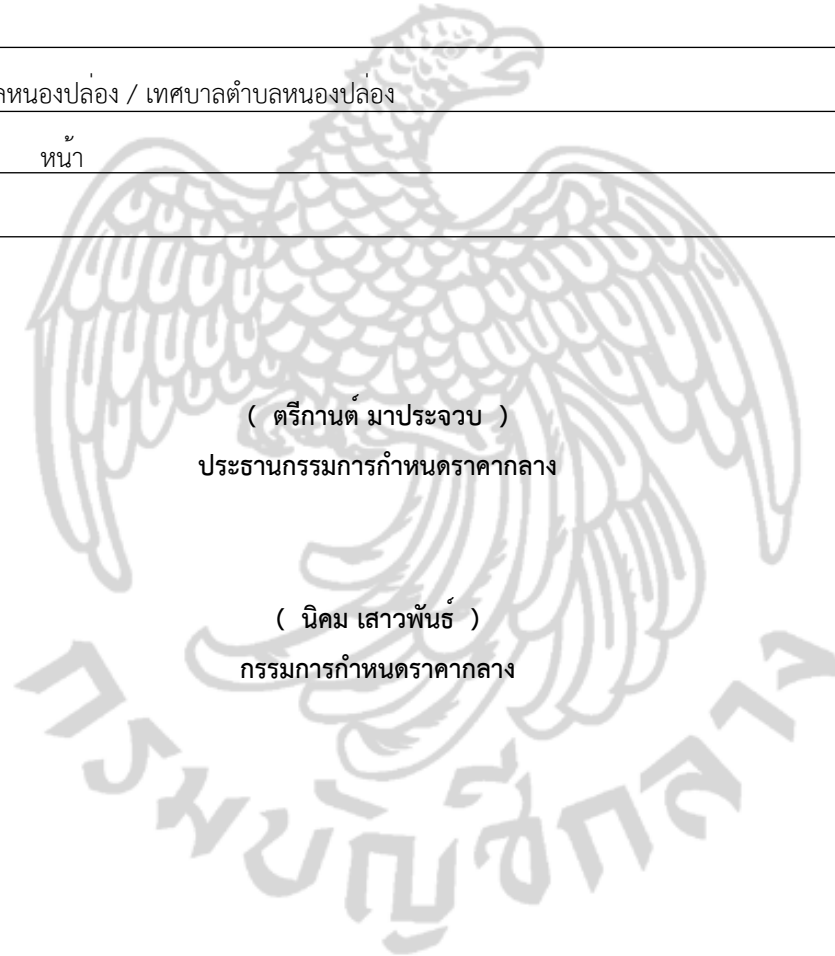 ลหนองปล่อง / เทศบาลตำบลหนองปล่อง
หน้า
( ตรีกานต์ มาประจวบ )
ประธานกรรมการกำหนดราคากลาง
( นิคม เสาวพันธ์ )
กรรมการกำหนดราคากลาง
กรมบัญชีกลาง